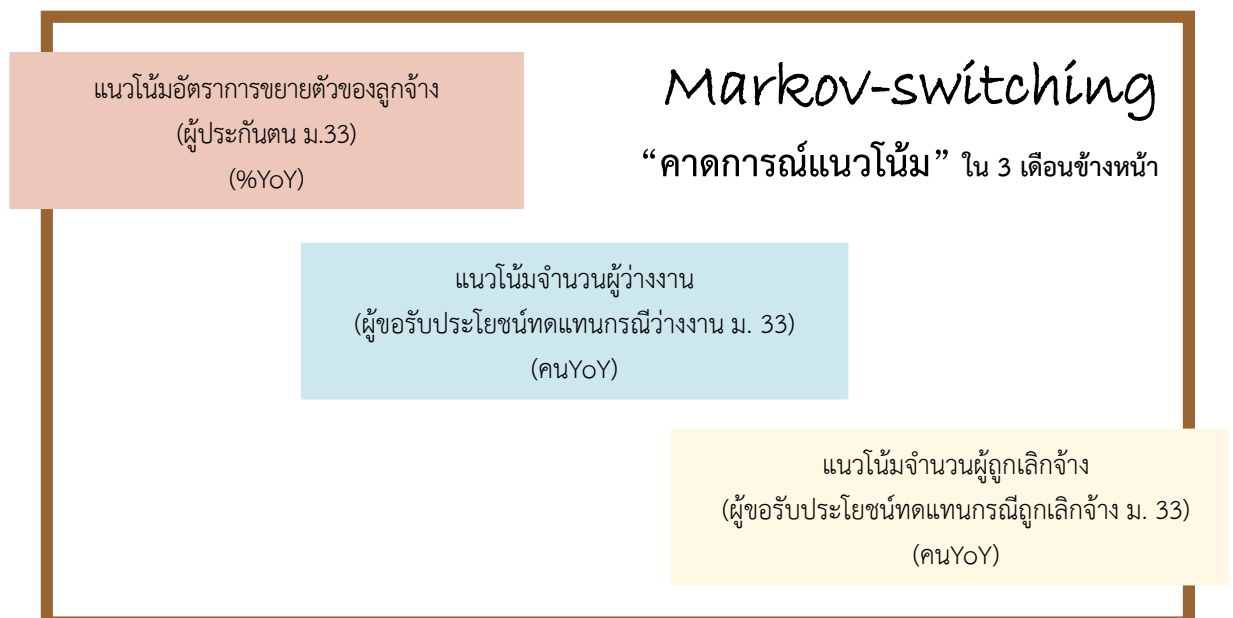 Markov-switching
“คาดการณ์แนวโน้ม” ใน 3 เดือนข้างหน้า
แนวโน้มอัตราการขยายตัวของลูกจ้าง
(ผู้ประกันตน ม.33)
(%YoY)
แนวโน้มจำนวนผู้ว่างงาน
(ผู้ขอรับประโยชน์ทดแทนกรณีว่างงาน ม. 33)
(คนYoY)
แนวโน้มจำนวนผู้ถูกเลิกจ้าง
(ผู้ขอรับประโยชน์ทดแทนกรณีถูกเลิกจ้าง ม. 33)
(คนYoY)